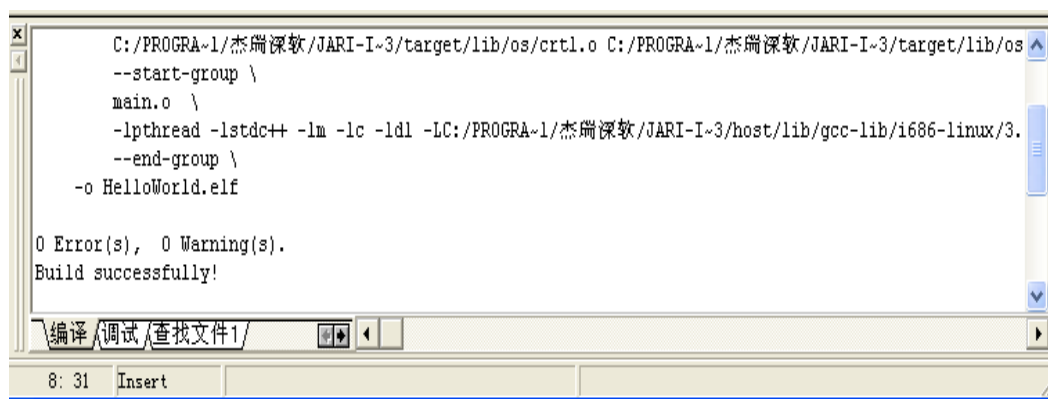 C:/PROGRA~1/杰瑞深软/JARI-I~3/target/lib/os/crt1.o C:/PROGRA~1/杰瑞深软/JARI-I~3/target/lib/os
--start-group \
main.o \
-lpthread -lstdc++ -lm -lc -ldl -LC:/PROGRA~1/杰瑞深软/JARI-I~3/host/lib/gcc-lib/i686-linux/3.
--end-group \
-o HelloWorld.elf
0 Error(s), 0 Warning(s).
Build successfully!
编译 调试 查找文件1
8: 31 Insert